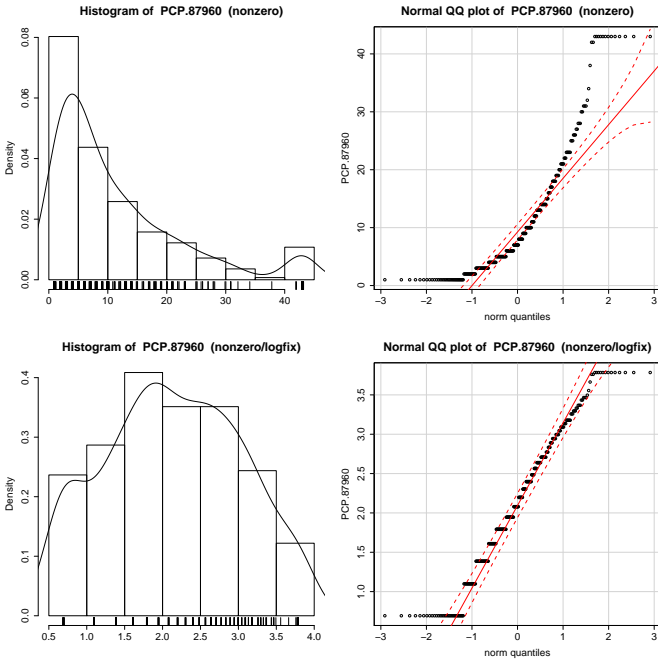 Histogram of PCP.87960 (nonzero)
Density
0.00 0.02 0.04 0.06 0.08
0 10 20 30 40
Normal QQ plot of PCP.87960 (nonzero)
PCP.87960
0 10 20 30 40
−3 −2 −1 0 1 2 3
norm quantiles
Histogram of PCP.87960 (nonzero/logfix)
Density
0.0 0.1 0.2 0.3 0.4
0.5 1.0 1.5 2.0 2.5 3.0 3.5 4.0
Normal QQ plot of PCP.87960 (nonzero/logfix)
PCP.87960
1.0 1.5 2.0 2.5 3.0 3.5
−3 −2 −1 0 1 2 3
norm quantiles